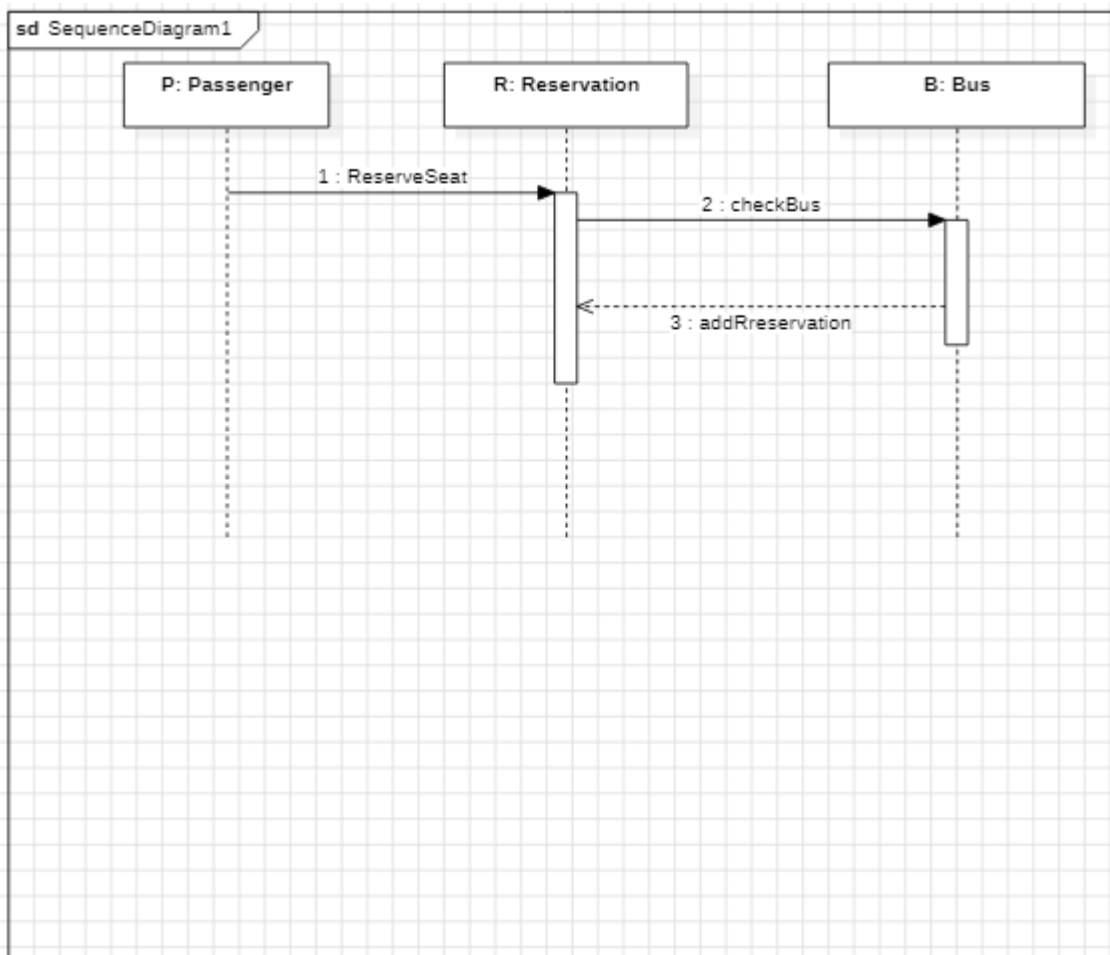 sd SequenceDiagram1
P: Passenger
R: Reservation
B: Bus
1 : ReserveSeat
2 : checkBus
3 : addRreservation